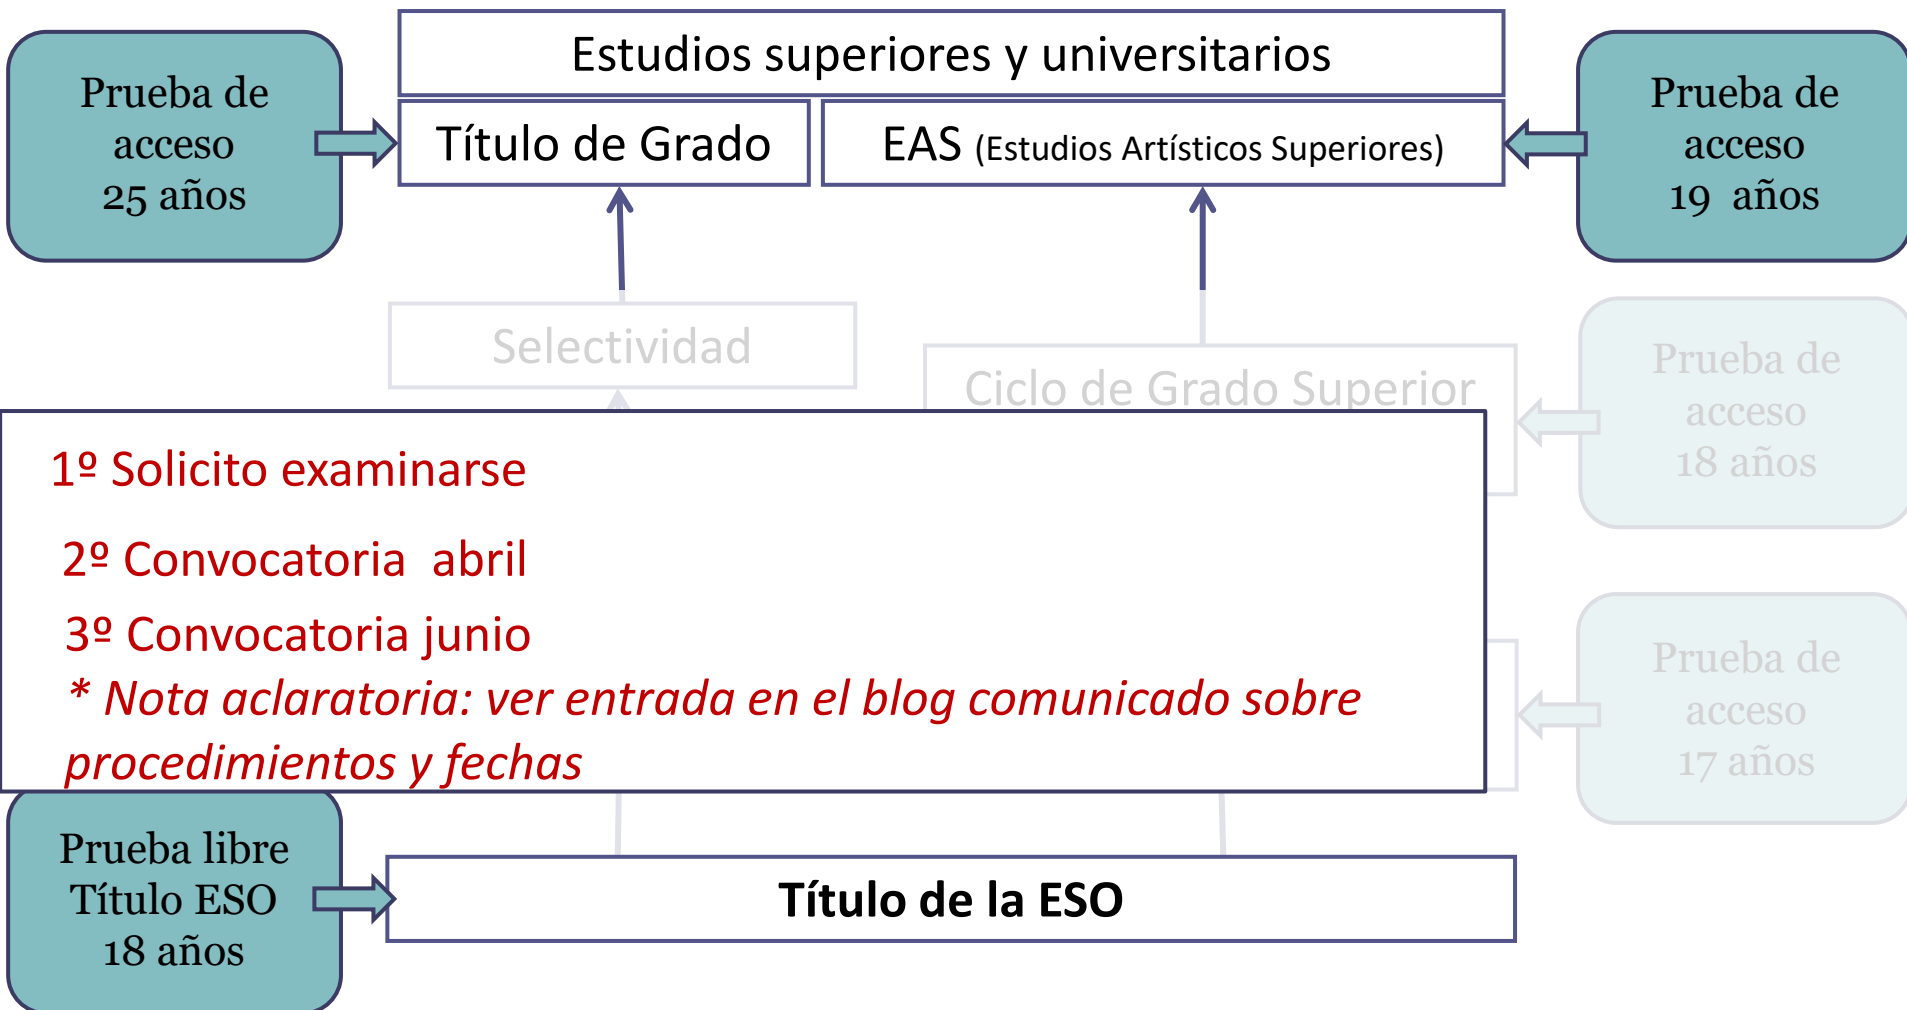 Estudios superiores y universitarios
Prueba de
acceso
25 años
Título de Grado
EAS (Estudios Artísticos Superiores)
Prueba de
acceso
19 años
Selectividad
Ciclo de Grado Superior
Prueba de
acceso
18 años
1º Solicito examinarse
2º Convocatoria abril
3º Convocatoria junio
* Nota aclaratoria: ver entrada en el blog comunicado sobre
procedimientos y fechas
Prueba de
acceso
17 años
Prueba libre
Título ESO
18 años
Título de la ESO